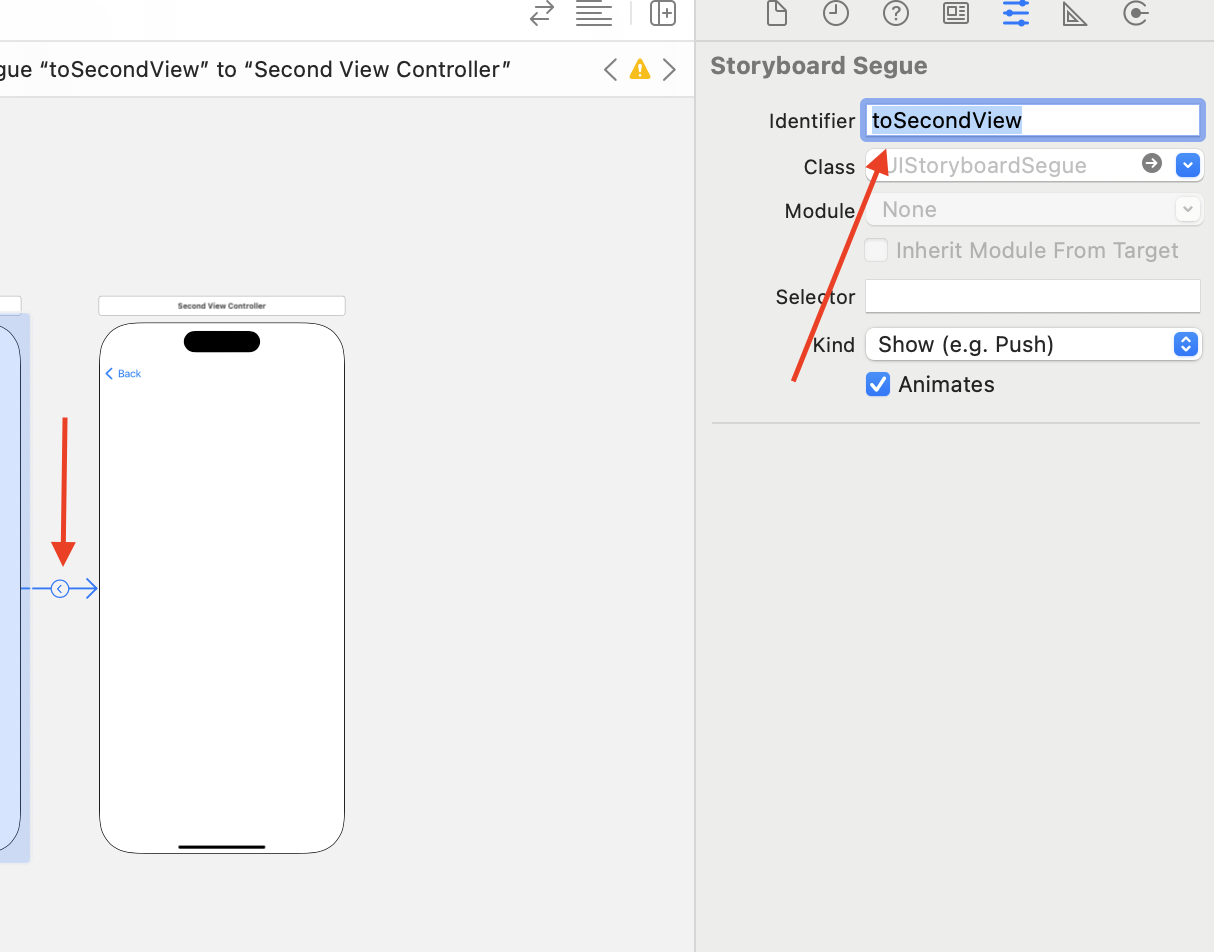 gue “toSecondView” to “Second View Controller”
Storyboard Segue
Identifier toSecondView
Class UIStoryboardSegue
Module None
Inherit Module From Target
Selector
Kind Show (e.g. Push)
Animates
Second View Controller
Back